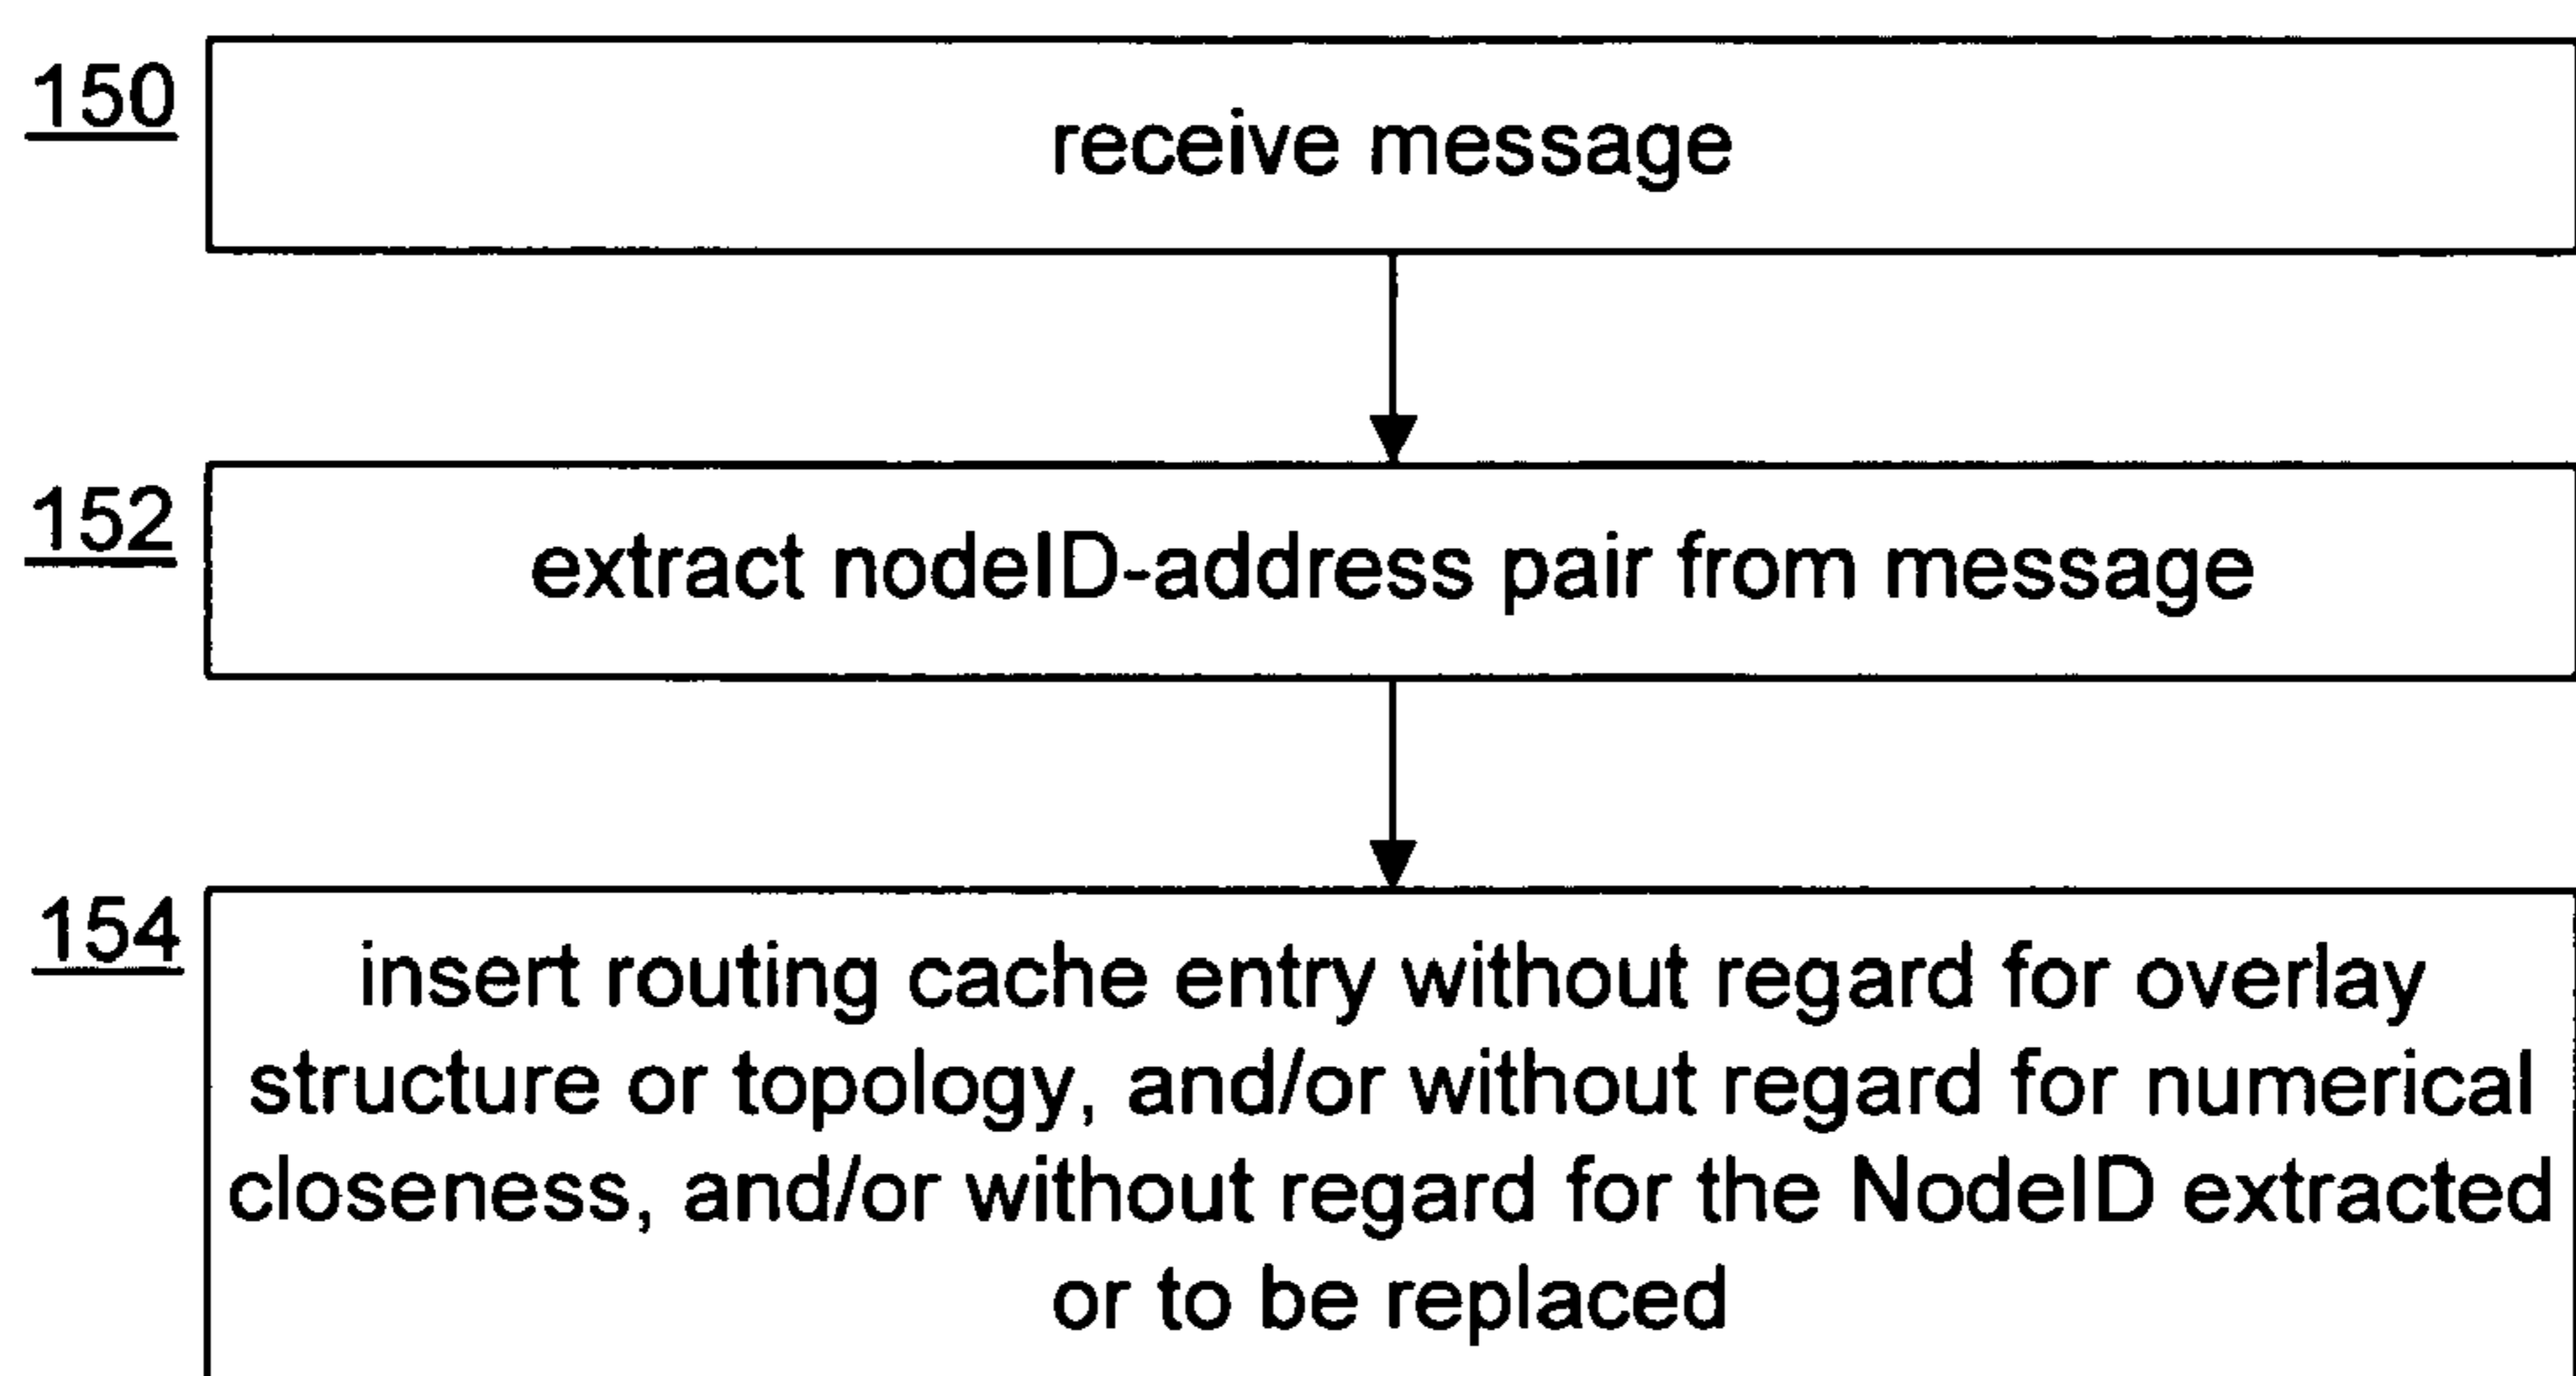 150
receive message
152
extract nodeID-address pair from message
154
insert routing cache entry without regard for overlay
structure or topology, and/or without regard for numerical
closeness, and/or without regard for the NodeID extracted
or to be replaced